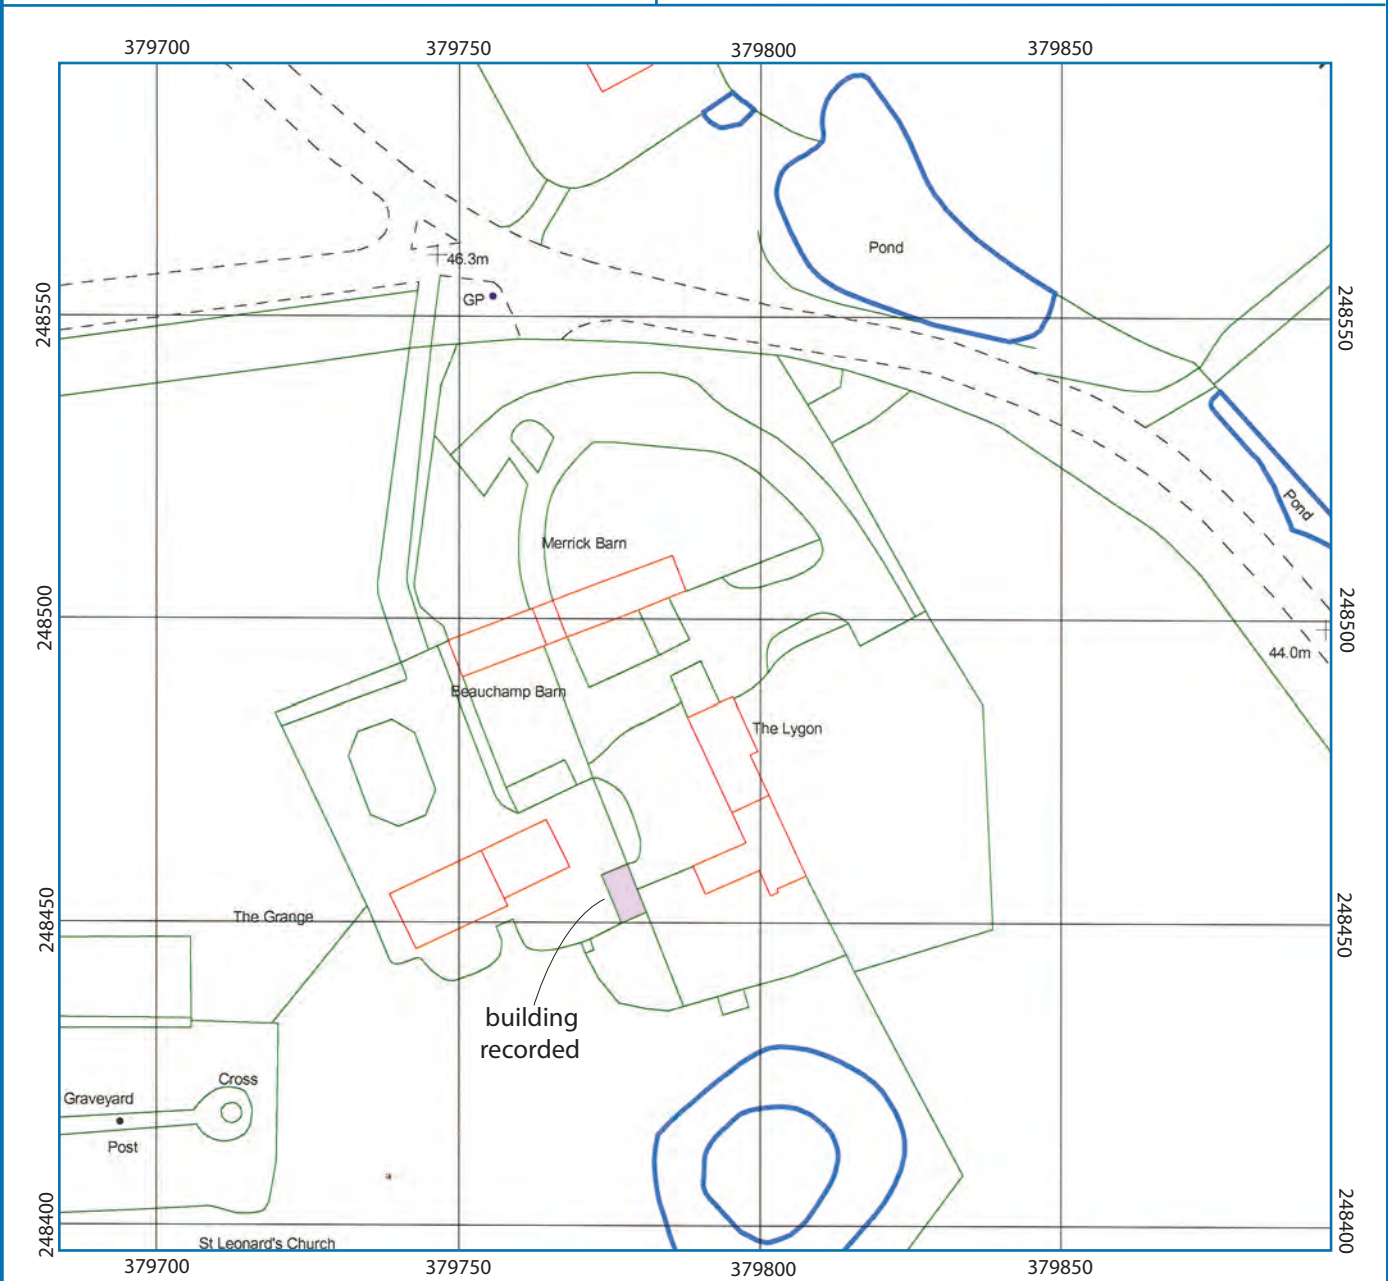 379700 379750 379800 379850
46.3m
Pond
GP
248550
248550
Pond
Merrick Barn
248500
248500
44.0m
Beauchamp Barn
The Lygon
The Grange
248450
248450
building
recorded
Cross
Graveyard
Post
248400
248400
St Leonard's Church
379700 379750 379800 379850